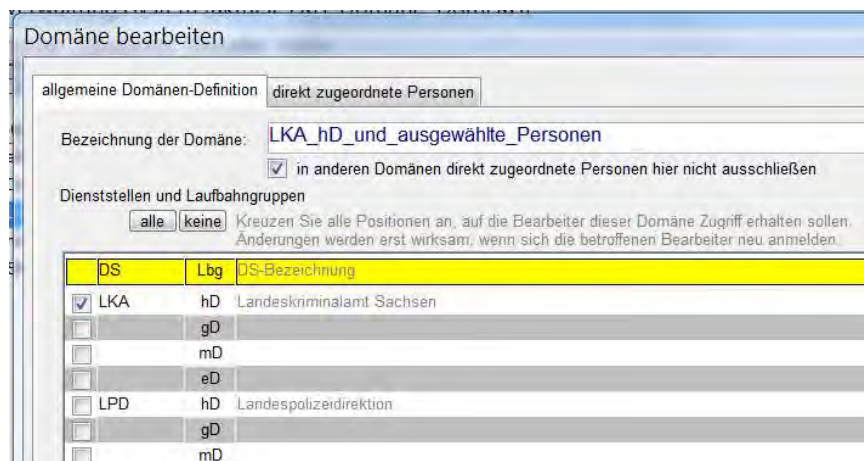 Domäne bearbeiten
allgemeine Domänen-Definition direkt zugeordnete Personen
Bezeichnung der Domäne: LKA_hD_und_ausgewählte_Personen
in anderen Domänen direkt zugeordnete Personen hier nicht ausschließen
Dienststellen und Laufbahngruppen
alle keine Kreuzen Sie alle Positionen an, auf die Bearbeiter dieser Domäne Zugriff erhalten sollen.
Änderungen werden erst wirksam, wenn sich die betroffenen Bearbeiter neu anmelden.
DS Lbg DS-Bezeichnung
LKA hD Landeskriminalamt Sachsen
gD
mD
eD
LPD hD Landespolizeidirektion
gD
mD